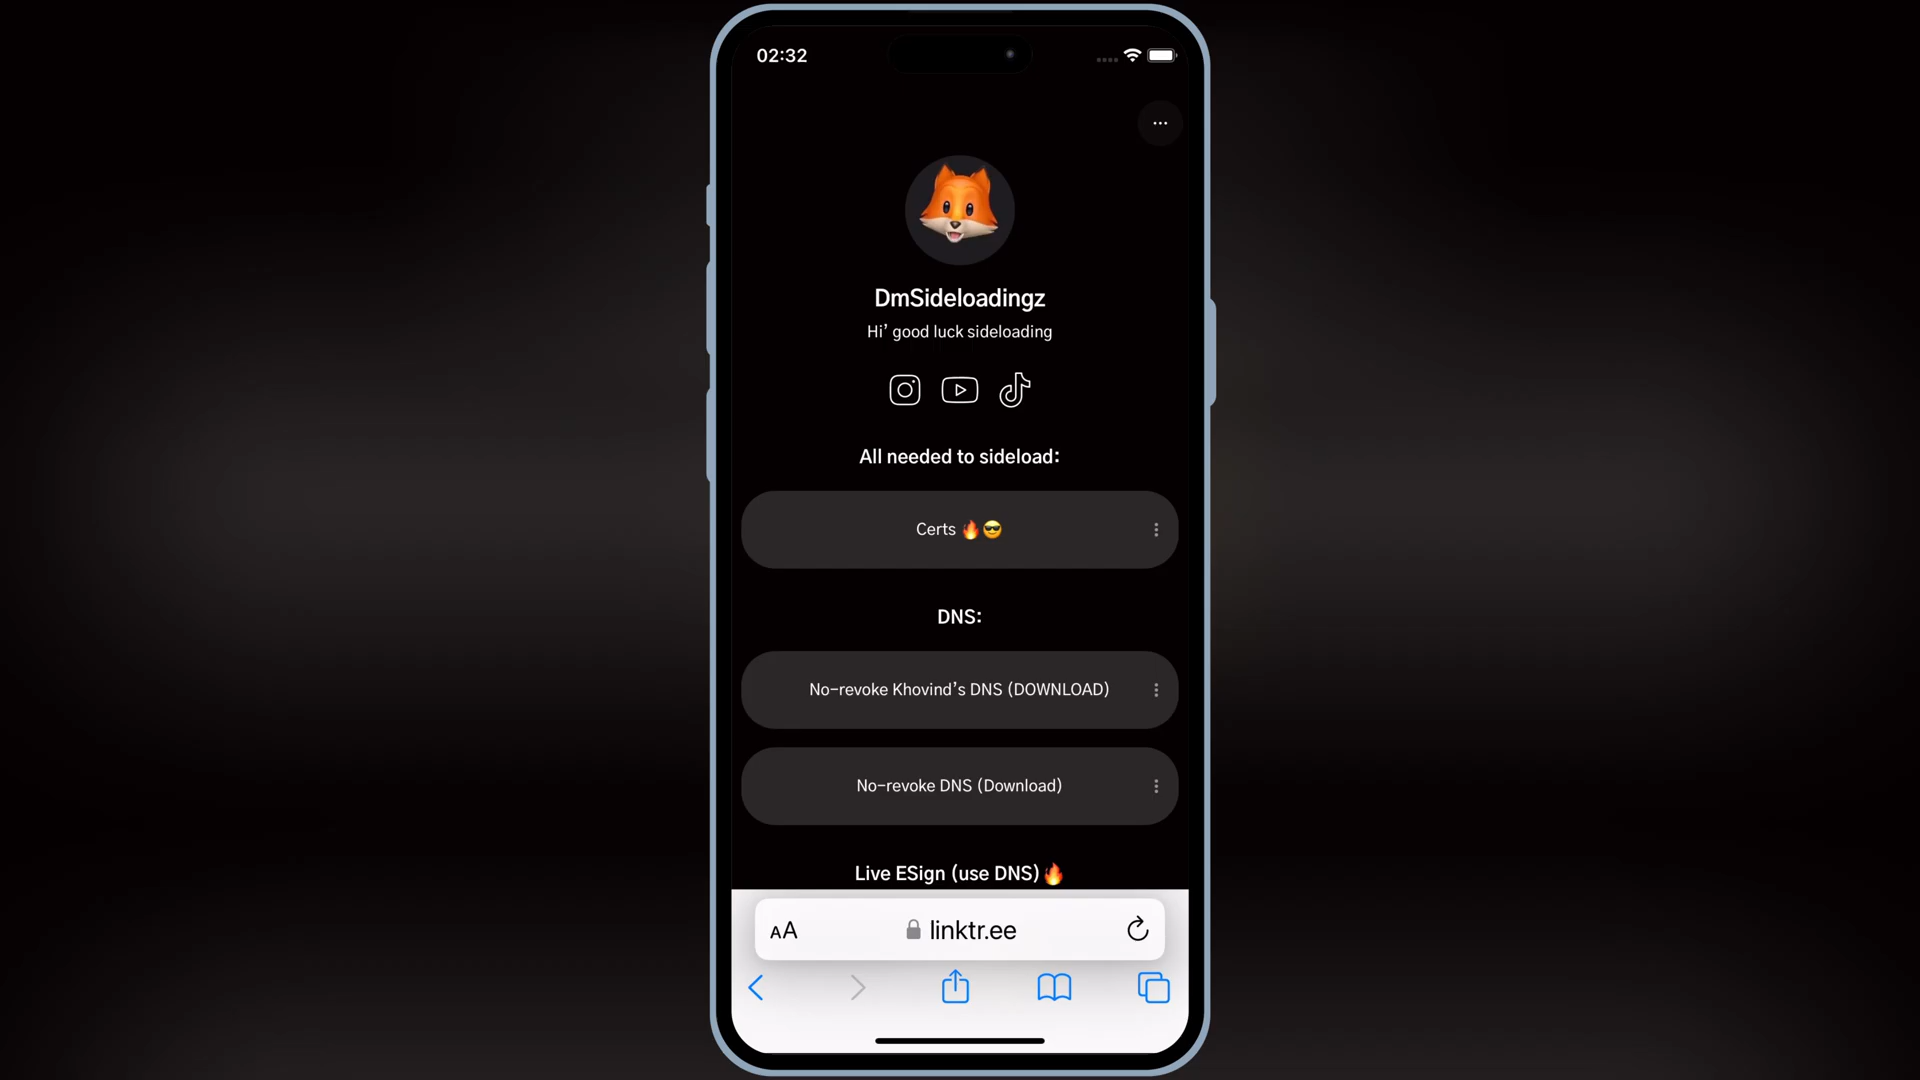 02:32
DmSideloadingz
Hi’ good luck sideloading
All needed to sideload:
Certs 🔥😎
DNS:
No-revoke Khovind’s DNS (DOWNLOAD)
No-revoke DNS (Download)
Live ESign (use DNS)🔥
AA linktr.ee